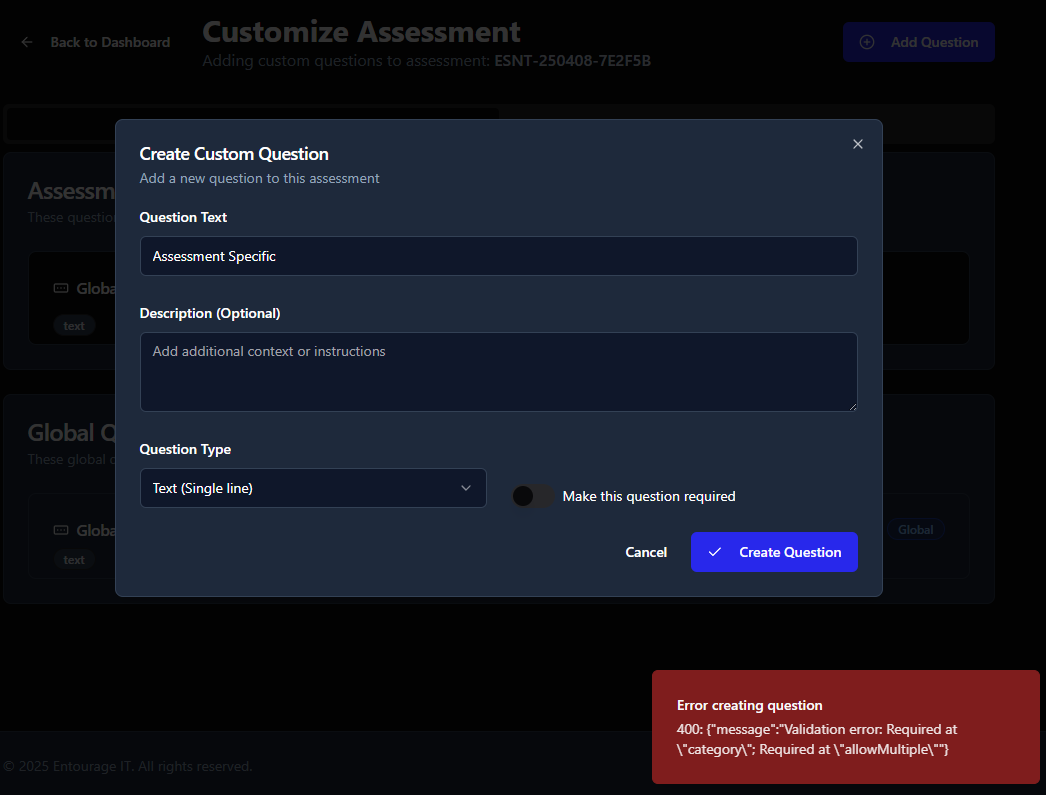 Back to Dashboard
Customize Assessment
Adding custom questions to assessment: ESNT-250408-7E2F5B
Add Question
Create Custom Question
Add a new question to this assessment
Question Text
Assessment Specific
Description (Optional)
Add additional context or instructions
Question Type
Text (Single line)
Make this question required
Cancel
Create Question
Assessm
These question
Globa
text
Global Q
These global
Globa
Global
text
Error creating question
400: {"message":"Validation error: Required at
\"category\"; Required at \"allowMultiple\""}
© 2025 Entourage IT. All rights reserved.